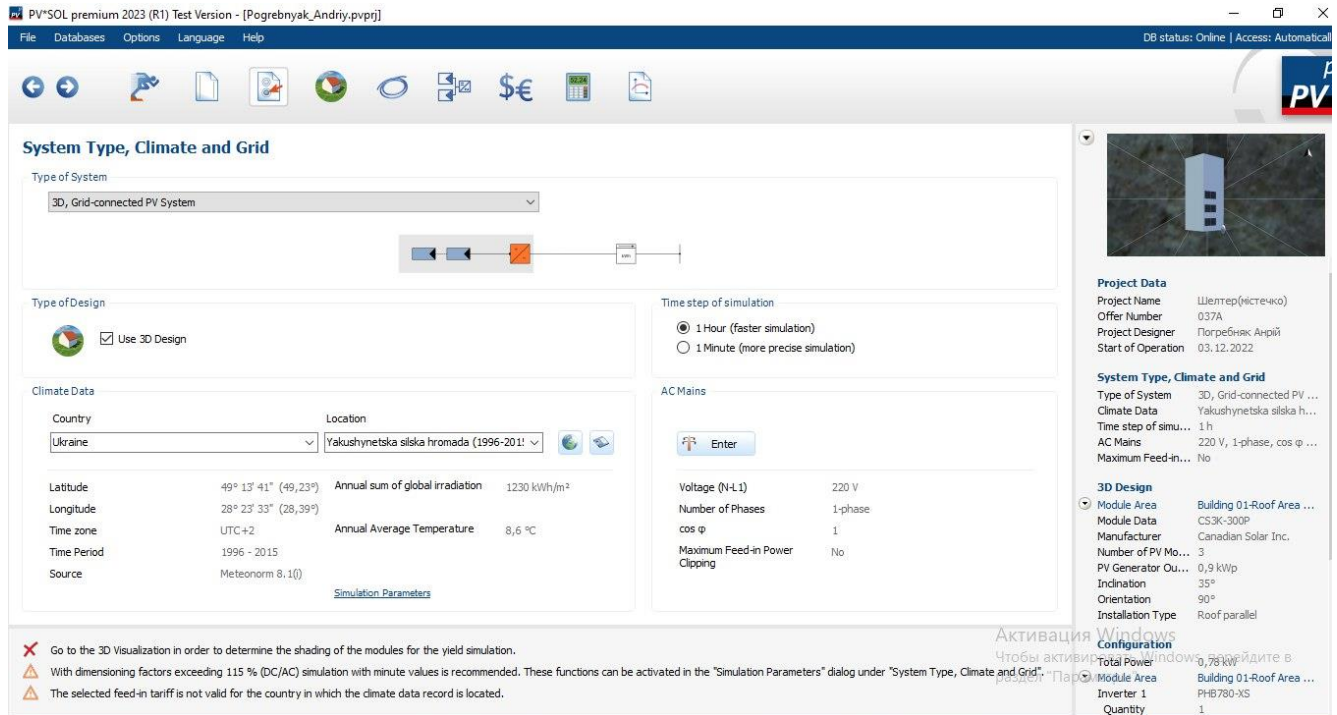 PV*SOL premium 2023 (R1) Test Version - [Pogrebnyak_Andriy.pvprj]
File Databases Options Language Help
DB status: Online | Access: Automaticall
$€
PV
System Type, Climate and Grid
Type of System
3D, Grid-connected PV System
Type of Design
Use 3D Design
Time step of simulation
1 Hour (faster simulation)
1 Minute (more precise simulation)
Climate Data
Country Location
Ukraine Yakushynetska silska hromada (1996-201!
Latitude 49° 13' 41" (49,23°) Annual sum of global irradiation 1230 kWh/m²
Longitude 28° 23' 33" (28,39°)
Time zone UTC+2 Annual Average Temperature 8,6 °C
Time Period 1996 - 2015
Source Meteonorm 8.1(i)
Simulation Parameters
AC Mains
Enter
Voltage (N-L1) 220 V
Number of Phases 1-phase
cos φ 1
Maximum Feed-in Power Clipping No
Go to the 3D Visualization in order to determine the shading of the modules for the yield simulation.
With dimensioning factors exceeding 115 % (DC/AC) simulation with minute values is recommended. These functions can be activated in the "Simulation Parameters" dialog under "System Type, Climate and Grid".
The selected feed-in tariff is not valid for the country in which the climate data record is located.
Project Data
Project Name Шелтер(містечко)
Offer Number 037A
Project Designer Погребняк Анрій
Start of Operation 03.12.2022
System Type, Climate and Grid
Type of System 3D, Grid-connected PV ...
Climate Data Yakushynetska silska h...
Time step of simu... 1 h
AC Mains 220 V, 1-phase, cos φ ...
Maximum Feed-in... No
3D Design
Module Area Building 01-Roof Area ...
Module Data CS3K-300P
Manufacturer Canadian Solar Inc.
Number of PV Mo... 3
PV Generator Ou... 0,9 kWp
Inclination 35°
Orientation 90°
Installation Type Roof parallel
Активация Windows
Чтобы активировать Windows, перейдите в
раздел
Configuration
Total Power 0,78 kW
Module Area Building 01-Roof Area ...
Inverter 1 PHB780-XS
Quantity 1